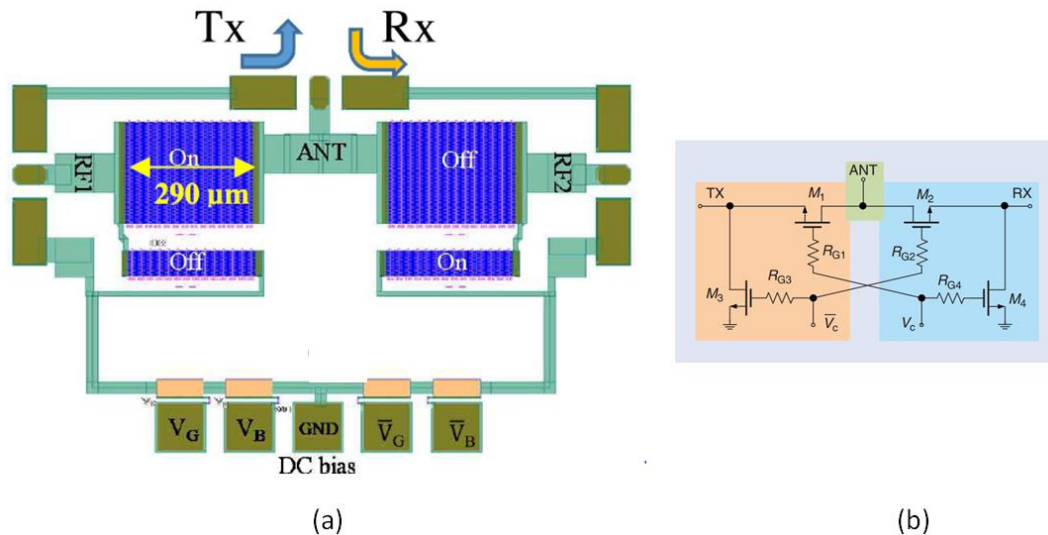 Tx
Rx
RF1
On
290 µm
ANT
Off
RF2
Off
On
V_G
V_B
GND
V̅_G
V̅_B
DC bias
(a)
ANT
TX
M₁
M₂
RX
R_G1
R_G2
R_G3
R_G4
M₃
M₄
V̅_c
V_c
(b)